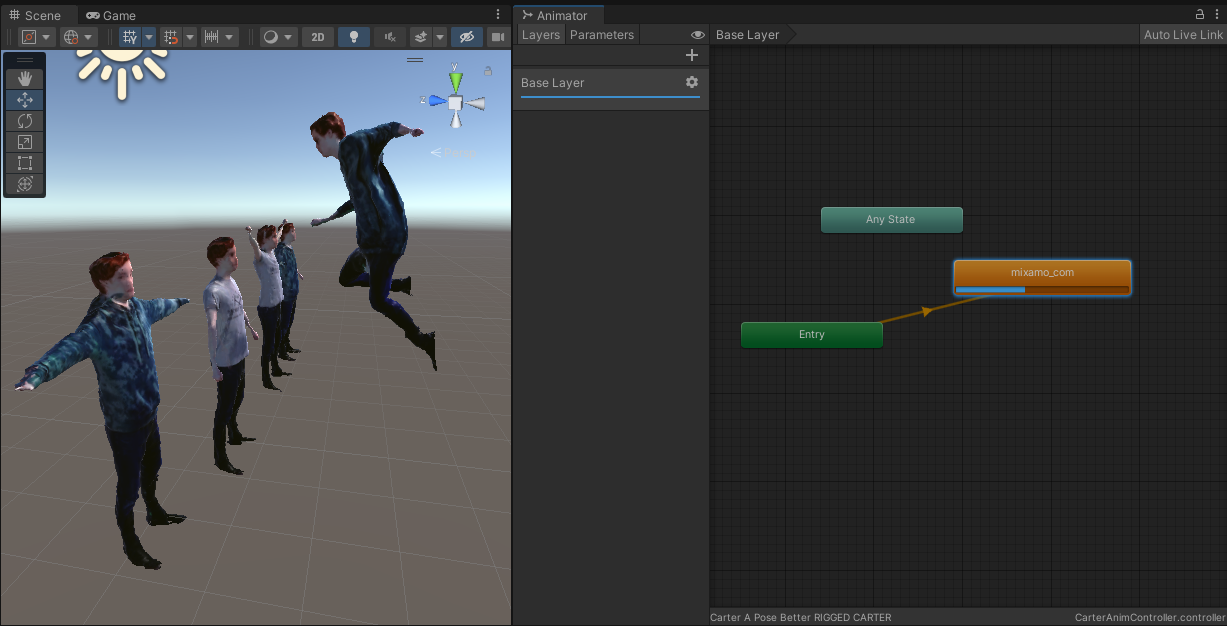 Scene
Game
2D
y
z
Persp
Animator
Layers
Parameters
Base Layer
Auto Live Link
Base Layer
Any State
mixamo_com
Entry
Carter A Pose Better RIGGED CARTER
CarterAnimController.controller